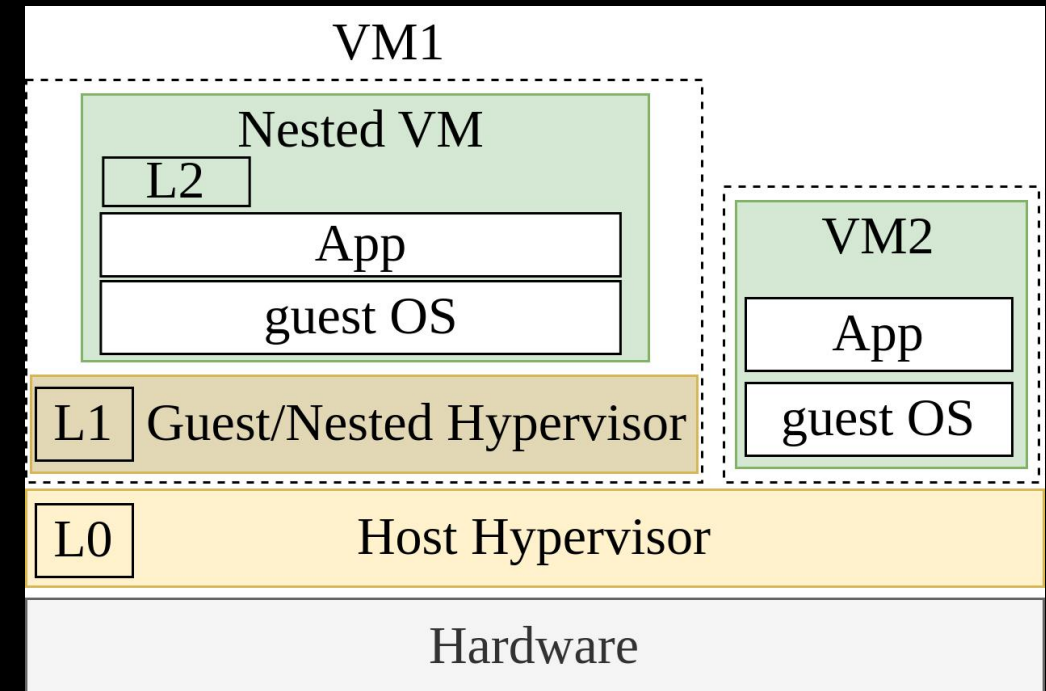 VM1
Nested VM
L2
App
guest OS
VM2
App
guest OS
L1 Guest/Nested Hypervisor
L0 Host Hypervisor
Hardware